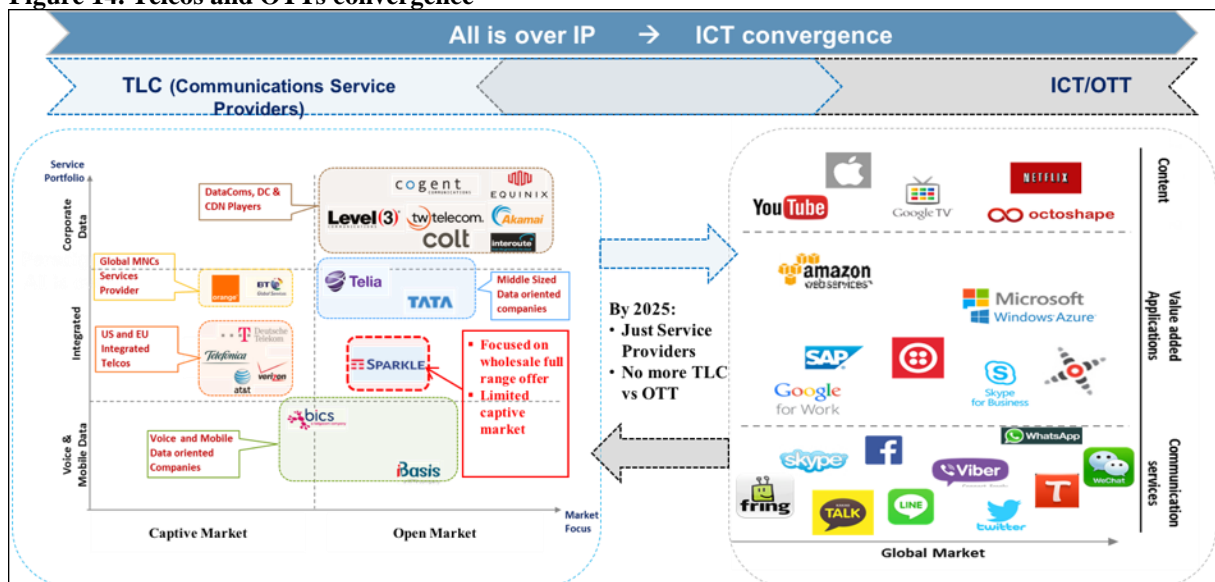 Figure 14: Telcos and OTTs convergence
All is over IP → ICT convergence
TLC (Communications Service
Providers)
ICT/OTT
Service
Portfolio
Corporate
Data
Integrated
Voice &
Mobile Data
DataComs, DC &
CDN Players
cogent
COMMUNICATIONS
EQUINIX
Level(3)
COMMUNICATIONS
tw telecom.
Akamai
colt
interoute
Global MNCs
Services
Provider
orange
BT
Global Services
Telia
TATA
Middle Sized
Data oriented
companies
US and EU
Integrated
Telcos
Deutsche
Telekom
Telefónica
at&t
verizon
SPARKLE
▪ Focused on
wholesale full
range offer
▪ Limited
captive
market
Voice and Mobile
Data oriented
Companies
bics
iBasis
Captive Market
Open Market
Market
Focus
By 2025:
• Just Service
Providers
• No more TLC
vs OTT
YouTube
Google TV
NETFLIX
octoshape
Content
amazon
webservices
Microsoft
Windows Azure
SAP
Google
for Work
S
Skype
for Business
Value added
Applications
skype
f
WhatsApp
Viber
WeChat
fring
TALK
LINE
twitter
T
Communication
services
Global Market